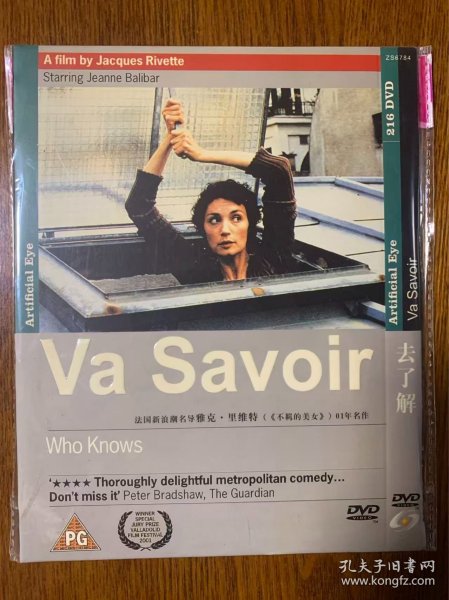 A film by Jacques Rivette
Starring Jeanne Balibar
Artificial Eye
Va Savoir
法国新浪潮名导雅克·里维特（《不羁的美女》）01年名作
Who Knows
‘★★★★ Thoroughly delightful metropolitan comedy...
Don't miss it’ Peter Bradshaw, The Guardian
PG
WINNER
SPECIAL
JURY PRIZE
VALLADOLID
FILM FESTIVAL
2001
DVD
VIDEO
ZS6784
216 DVD
Artificial Eye
Va Savoir
去了解
DVD
VIDEO
孔夫子旧书网
www.kongfz.com